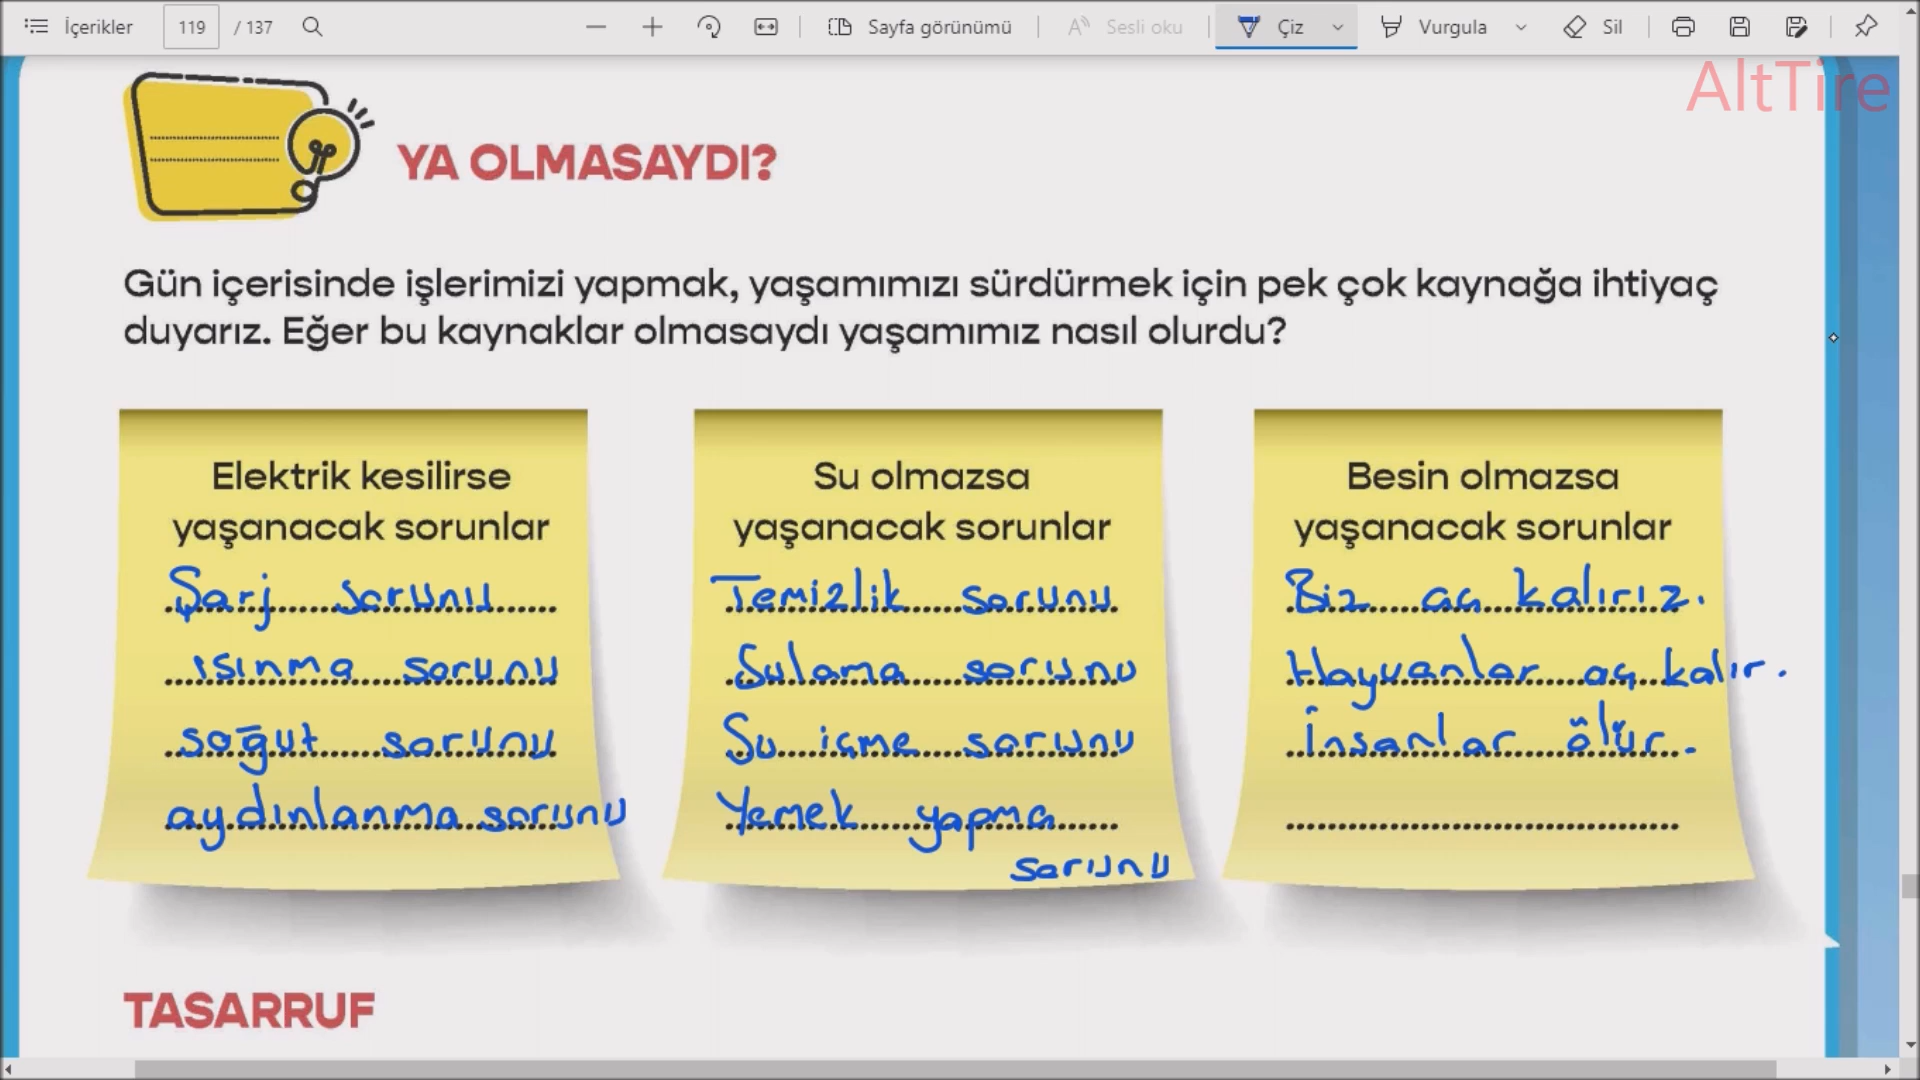 İçerikler 119 / 137 Sayfa görünümü Sesli oku Çiz Vurgula Sil
AltTire
YA OLMASAYDI?
Gün içerisinde işlerimizi yapmak, yaşamımızı sürdürmek için pek çok kaynağa ihtiyaç
duyarız. Eğer bu kaynaklar olmasaydı yaşamımız nasıl olurdu?
Elektrik kesilirse
yaşanacak sorunlar
Şarj sorunu
ısınma sorunu
soğut sorunu
aydınlanma sorunu
Su olmazsa
yaşanacak sorunlar
Temizlik sorunu
Sulama sorunu
Su içme sorunu
Yemek yapma
sorunu
Besin olmazsa
yaşanacak sorunlar
Biz aç kalırız.
Hayvanlar aç kalır.
İnsanlar ölür.
TASARRUF